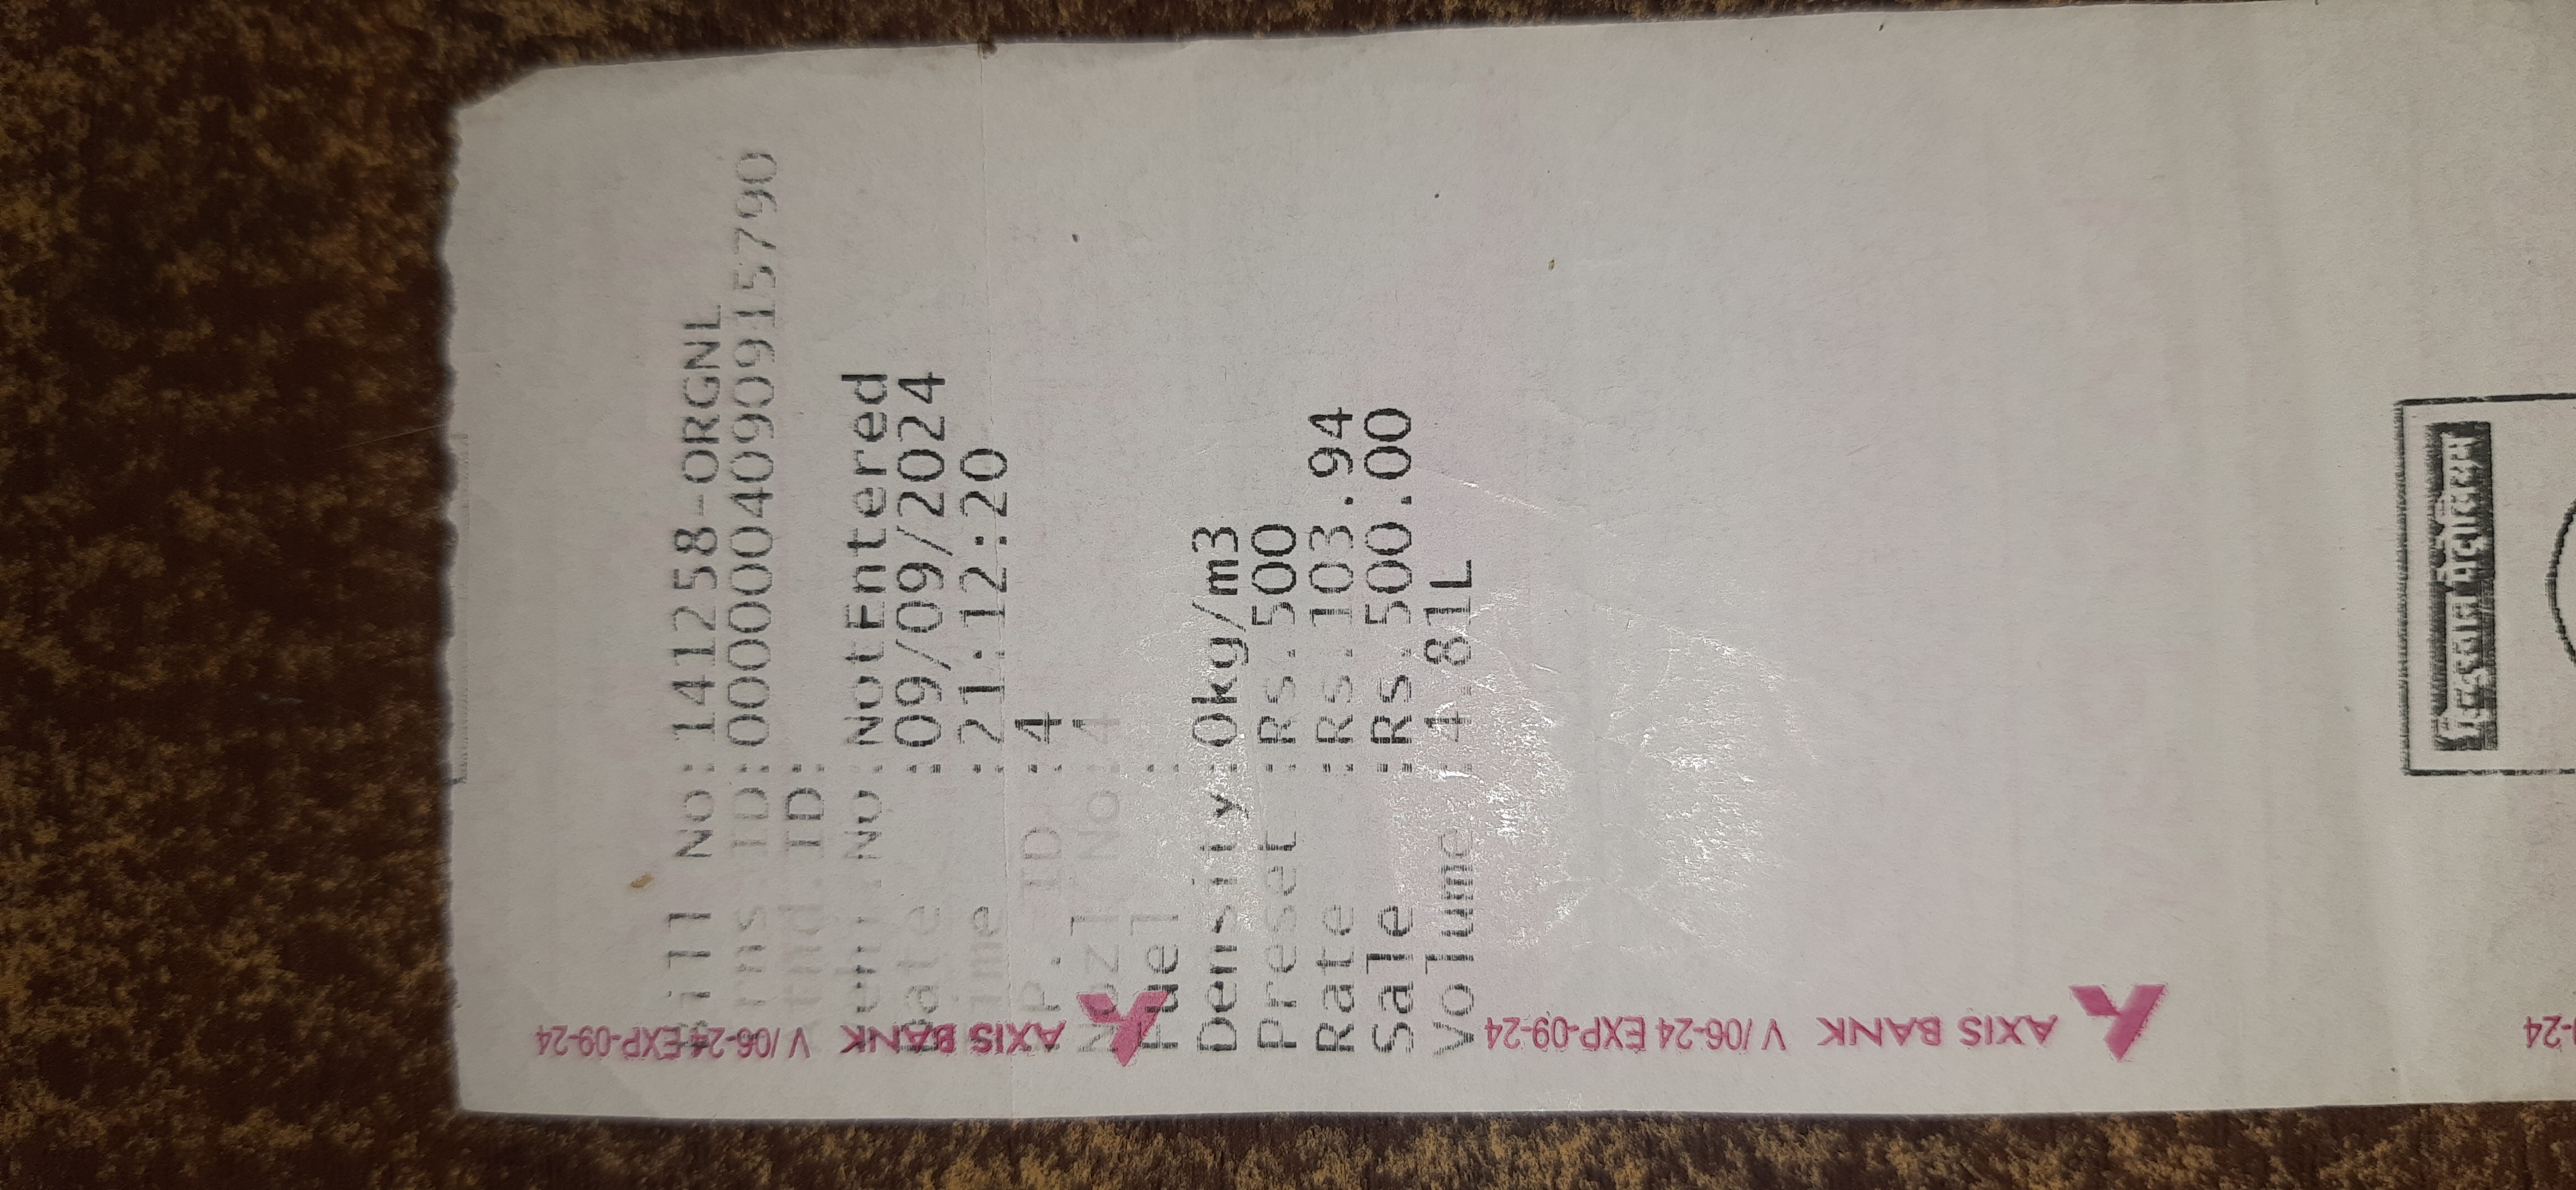 Bill No:141258-ORGNL
Trns ID:0000004090915790
Atnd.ID:
Vehi.No:NotEntered
Date :09/09/2024
Time :21:12:20
FP. ID :4
Nozl No:4
Fuel :
Density:0kg/m3
Preset :Rs.500
Rate :Rs.103.94
Sale :Rs.500.00
Volume :4.81L
AXIS BANK V/06-24 EXP-09-24
AXIS BANK V/06-24 EXP-09-24
-24
हिन्दुस्तान पेट्रोलियम